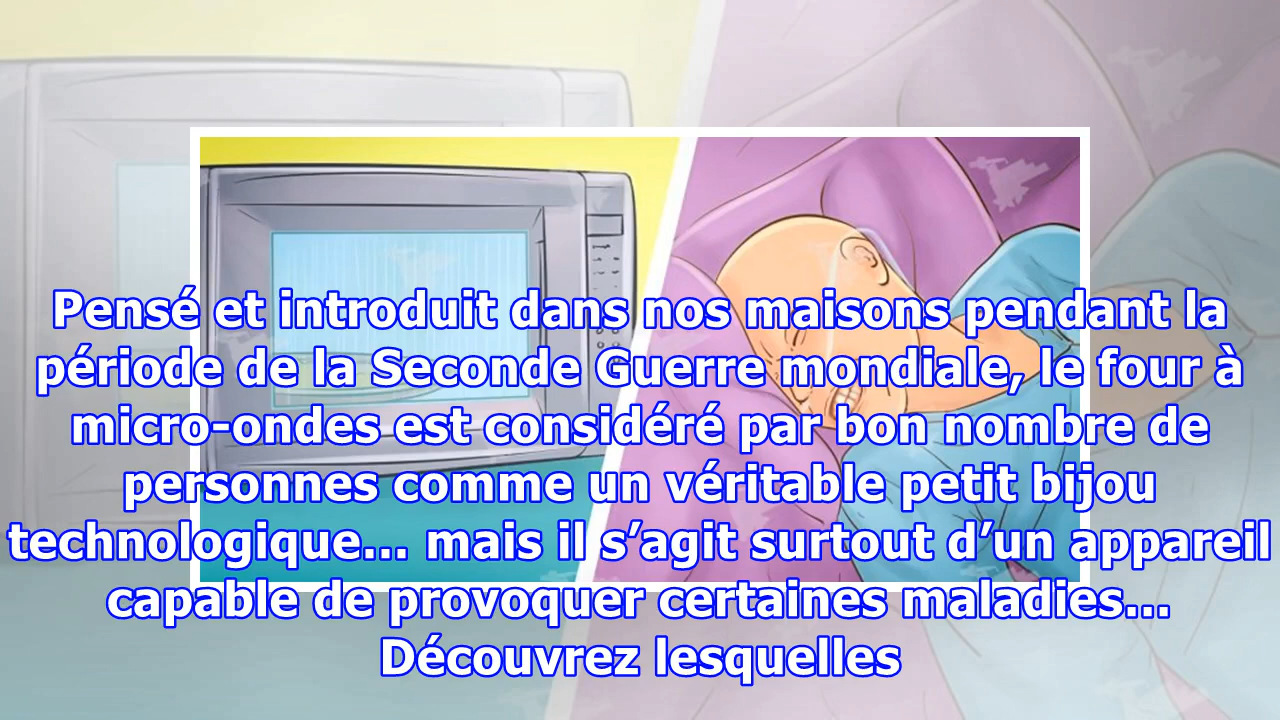 Pensé et introduit dans nos maisons pendant la
période de la Seconde Guerre mondiale, le four à
micro-ondes est considéré par bon nombre de
personnes comme un véritable petit bijou
technologique... mais il s’agit surtout d’un appareil
capable de provoquer certaines maladies...
Découvrez lesquelles